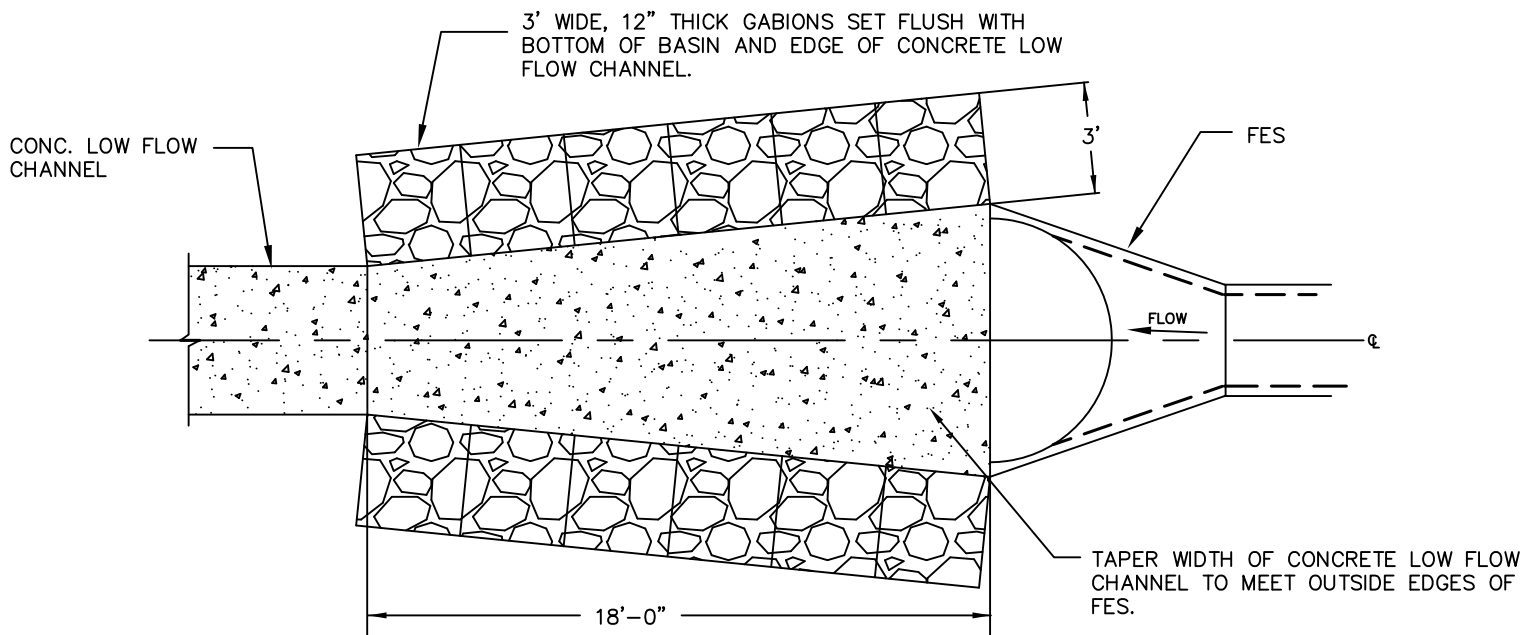 3' WIDE, 12” THICK GABIONS SET FLUSH WITH
BOTTOM OF BASIN AND EDGE OF CONCRETE LOW
FLOW CHANNEL.
CONC. LOW FLOW
CHANNEL
3'
FES
FLOW
℄
TAPER WIDTH OF CONCRETE LOW FLOW
CHANNEL TO MEET OUTSIDE EDGES OF
FES.
18'-0”